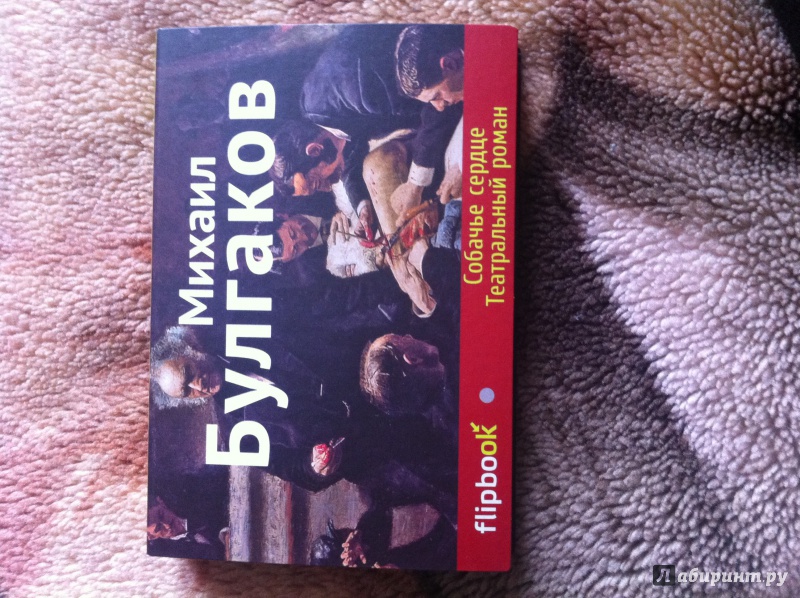 Михаил
Булгаков
Собачье сердце
Театральный роман
flipbook
Лабиринт.ру